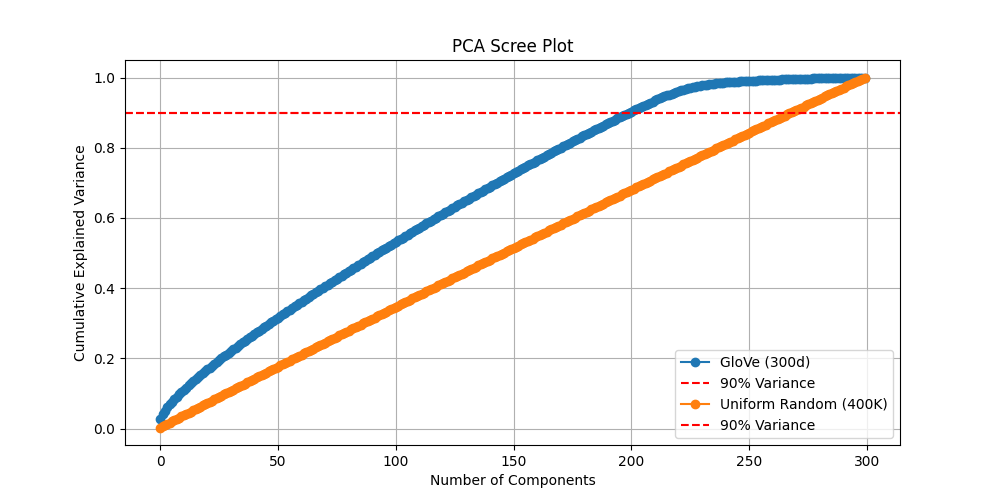 PCA Scree Plot
Cumulative Explained Variance
1.0
0.8
0.6
0.4
0.2
0.0
0 50 100 150 200 250 300
Number of Components
GloVe (300d)
90% Variance
Uniform Random (400K)
90% Variance